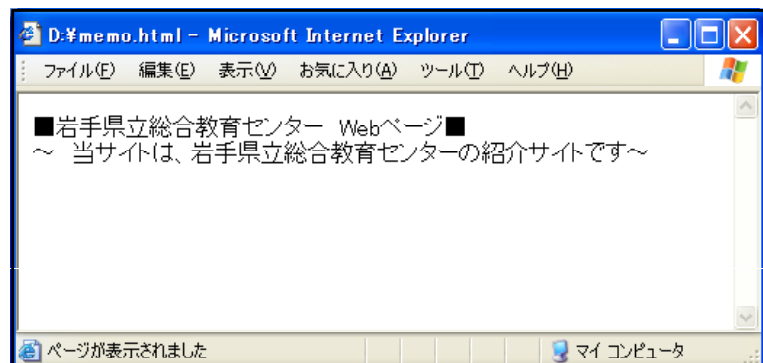 D:¥memo.html - Microsoft Internet Explorer
ファイル(F) 編集(E) 表示(V) お気に入り(A) ツール(T) ヘルプ(H)
■岩手県立総合教育センター Webページ■
～ 当サイトは、岩手県立総合教育センターの紹介サイトです～
ページが表示されました マイ コンピュータ